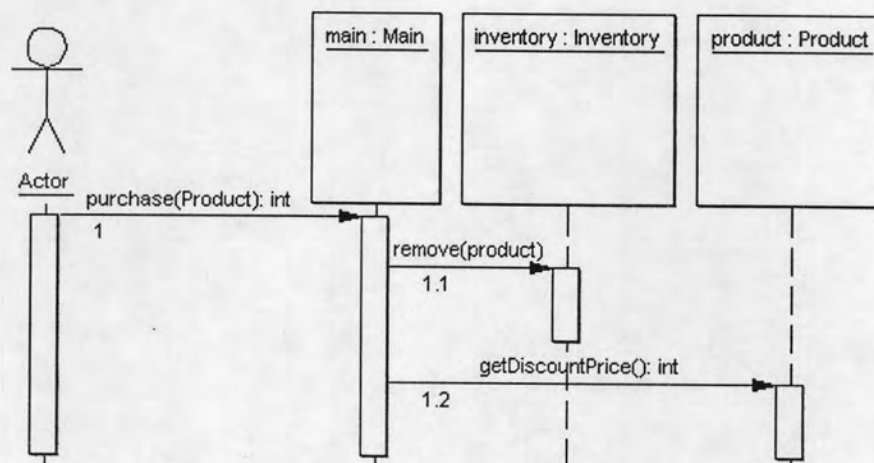 main : Main
inventory : Inventory
product : Product
Actor
purchase(Product): int
1
remove(product)
1.1
getDiscountPrice(): int
1.2